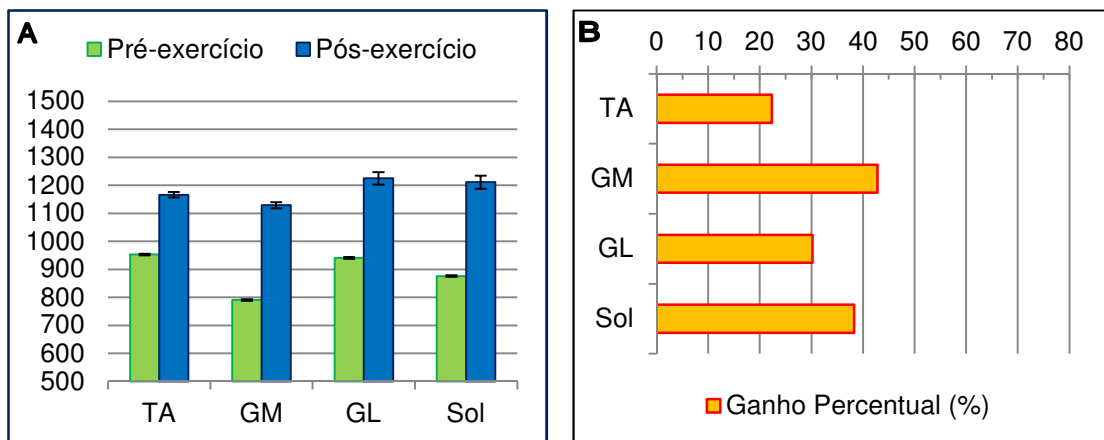 A
Pré-exercício Pós-exercício
1500
1400
1300
1200
1100
1000
900
800
700
600
500
TA GM GL Sol
B
0 10 20 30 40 50 60 70 80
TA
GM
GL
Sol
Ganho Percentual (%)